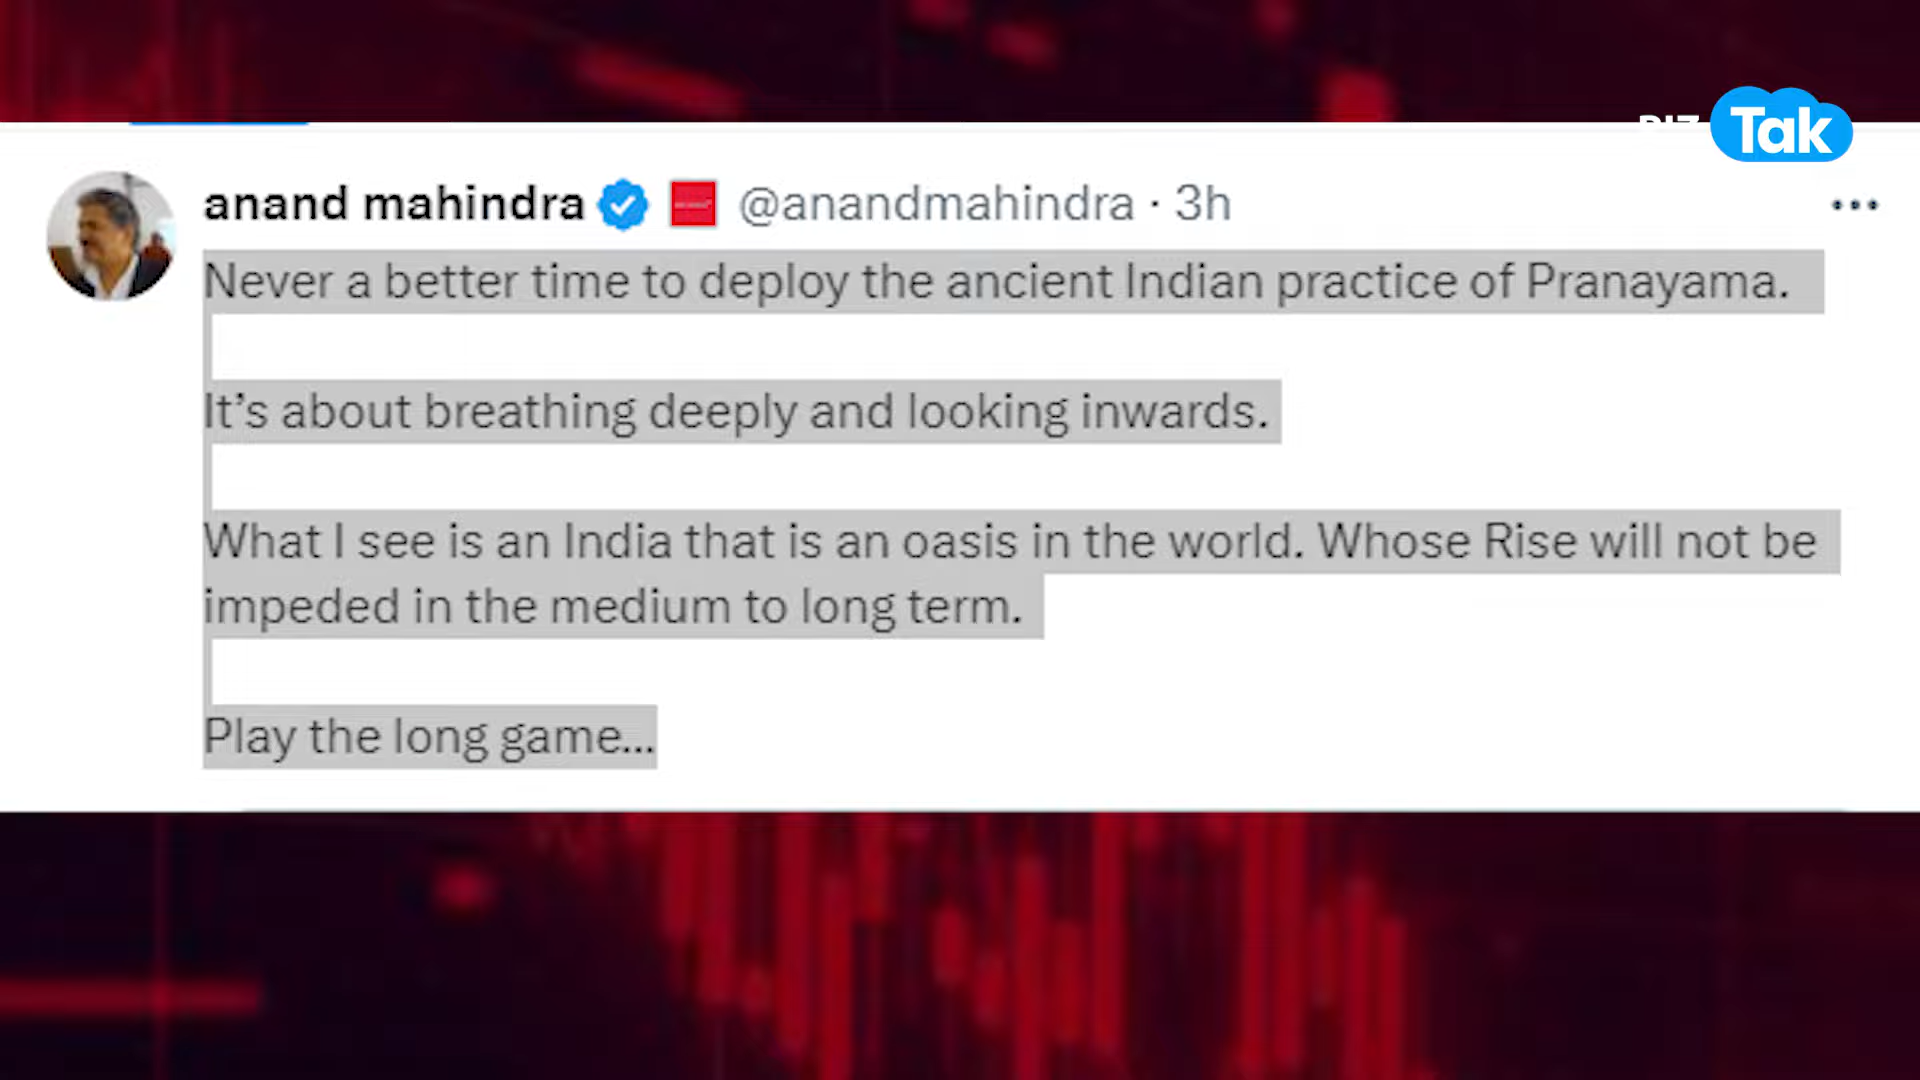 Tak
anand mahindra @anandmahindra · 3h
Never a better time to deploy the ancient Indian practice of Pranayama.
It’s about breathing deeply and looking inwards.
What I see is an India that is an oasis in the world. Whose Rise will not be
impeded in the medium to long term.
Play the long game...